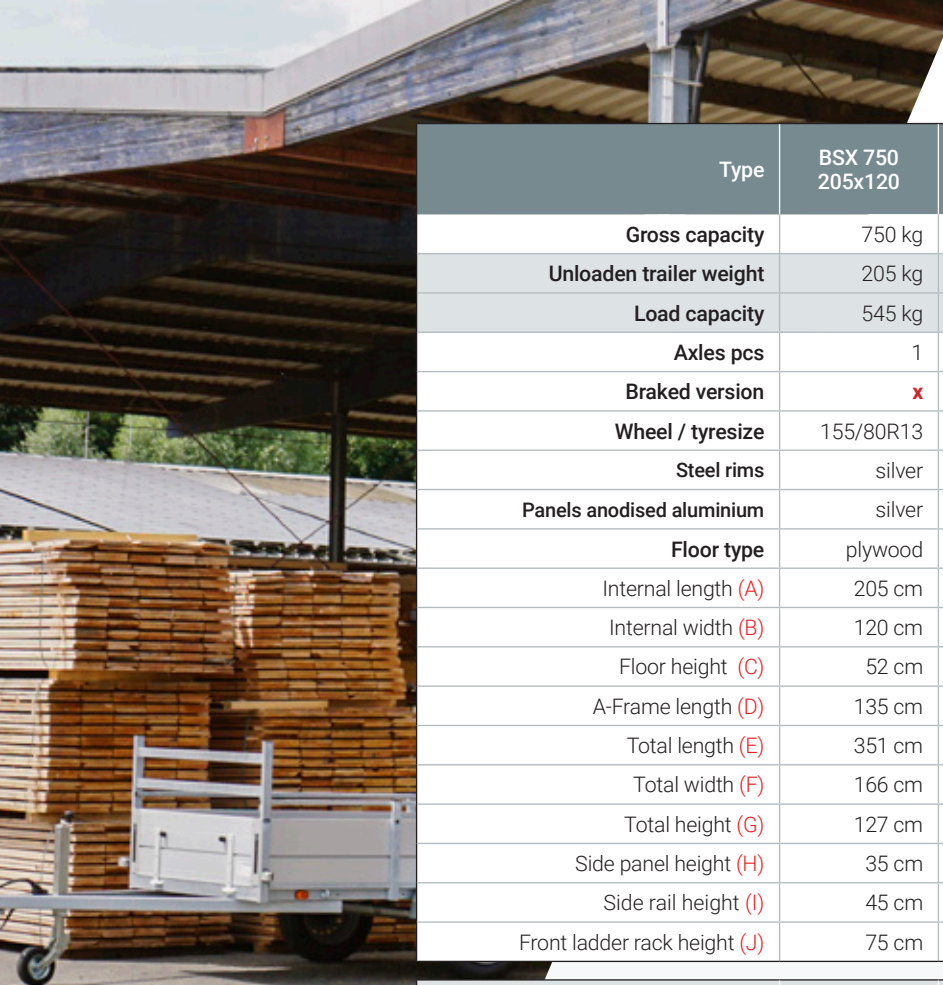 Type BSX 750
205x120
Gross capacity 750 kg
Unloaden trailer weight 205 kg
Load capacity 545 kg
Axles pcs 1
Braked version x
Wheel / tyresize 155/80R13
Steel rims silver
Panels anodised aluminium silver
Floor type plywood
Internal length (A) 205 cm
Internal width (B) 120 cm
Floor height (C) 52 cm
A-Frame length (D) 135 cm
Total length (E) 351 cm
Total width (F) 166 cm
Total height (G) 127 cm
Side panel height (H) 35 cm
Side rail height (I) 45 cm
Front ladder rack height (J) 75 cm